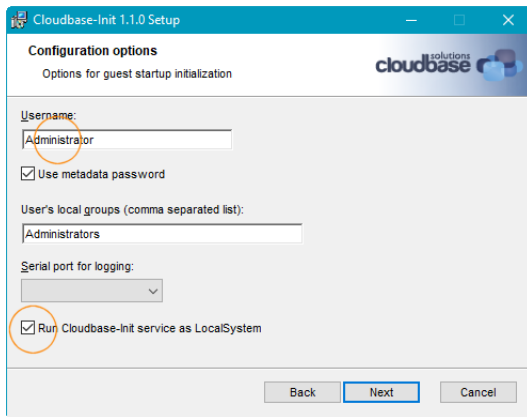 Cloudbase-Init 1.1.0 Setup
Configuration options
Options for guest startup initialization
cloudbase solutions
Username:
Administrator
Use metadata password
User's local groups (comma separated list):
Administrators
Serial port for logging:
Run Cloudbase-Init service as LocalSystem
Back Next Cancel